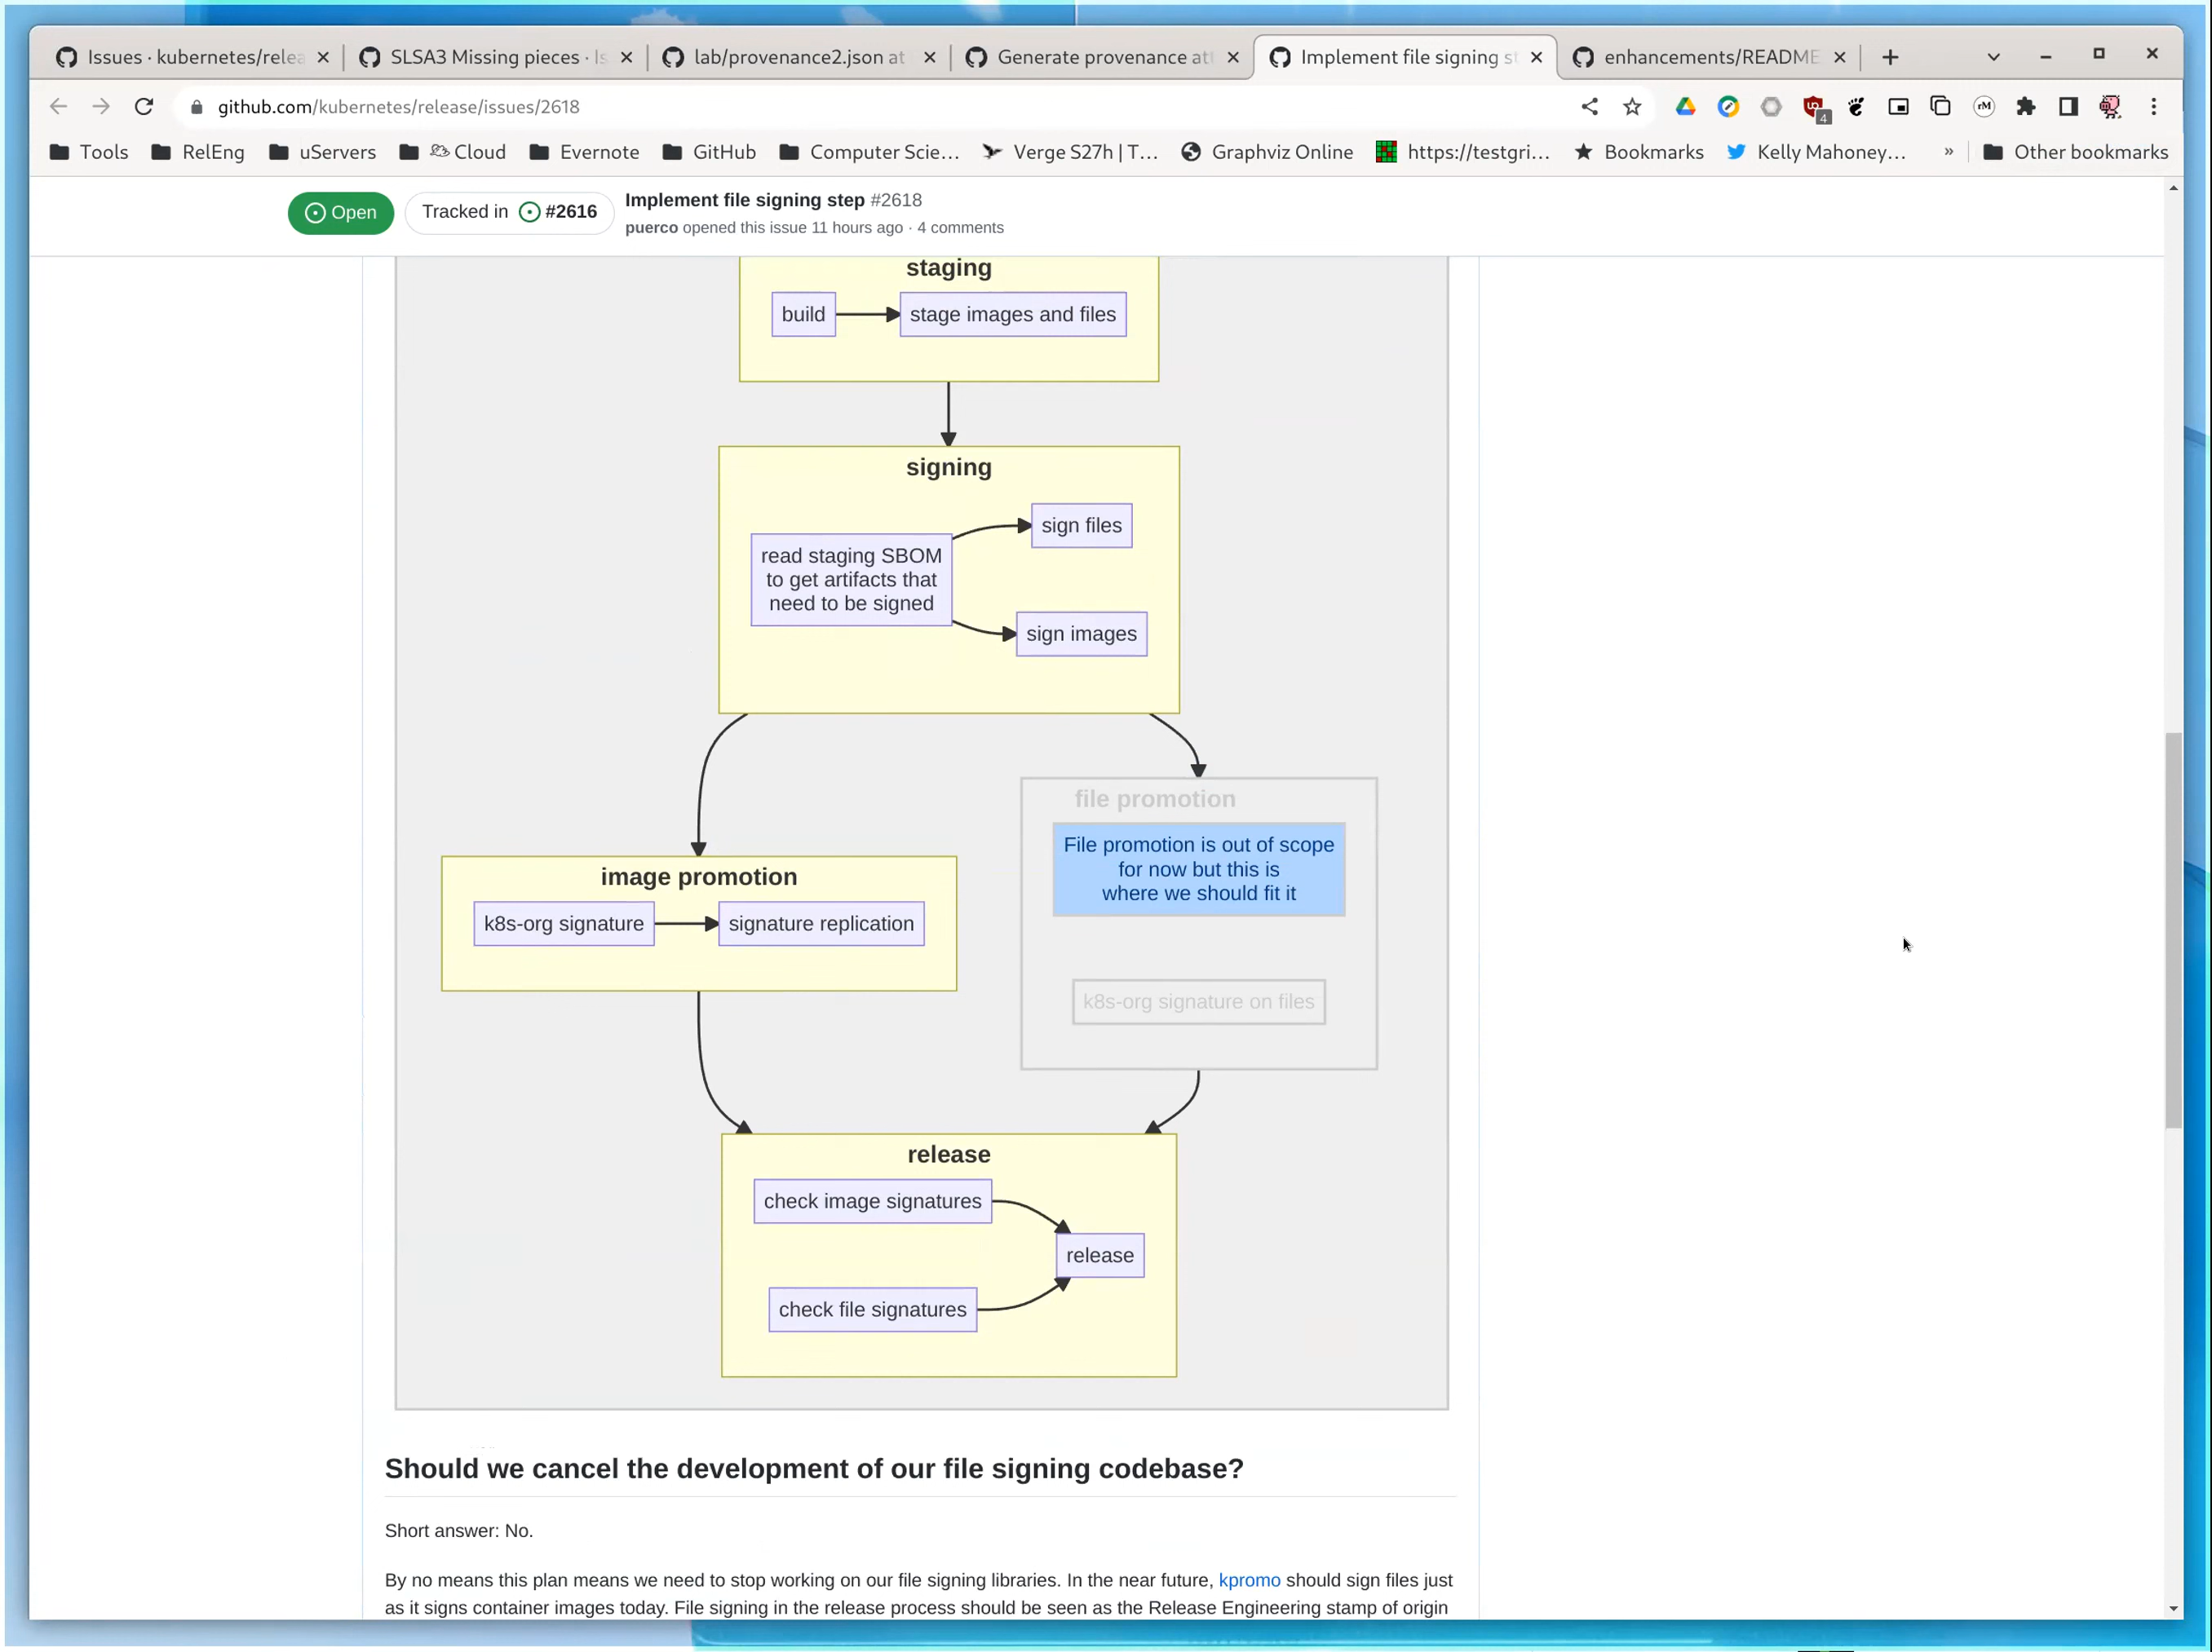 Issues · kubernetes/relea
SLSA3 Missing pieces · Is
lab/provenance2.json at
Generate provenance att
Implement file signing st
enhancements/README
github.com/kubernetes/release/issues/2618
4
rM
Tools
RelEng
uServers
Cloud
Evernote
GitHub
Computer Scie...
Verge S27h | T...
Graphviz Online
https://testgri...
Bookmarks
Kelly Mahoney...
»
Other bookmarks
Open
Tracked in #2616
Implement file signing step #2618
puerco opened this issue 11 hours ago · 4 comments
staging
build
stage images and files
signing
sign files
read staging SBOM
to get artifacts that
need to be signed
sign images
file promotion
File promotion is out of scope
for now but this is
where we should fit it
image promotion
k8s-org signature
signature replication
k8s-org signature on files
release
check image signatures
release
check file signatures
Should we cancel the development of our file signing codebase?
Short answer: No.
By no means this plan means we need to stop working on our file signing libraries. In the near future, kpromo should sign files just
as it signs container images today. File signing in the release process should be seen as the Release Engineering stamp of origin